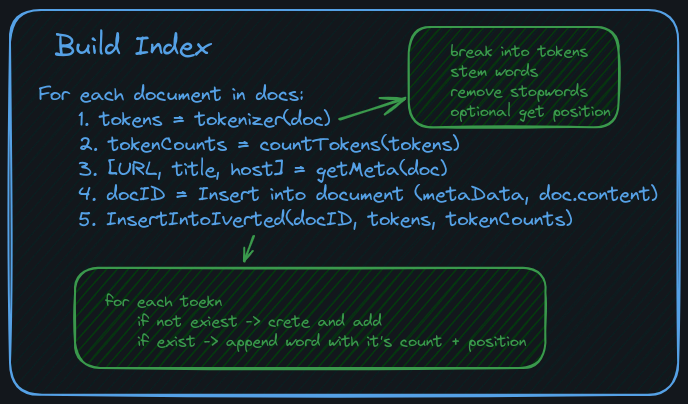 Build Index
For each document in docs:
1. tokens = tokenizer(doc)
2. tokenCounts = countTokens(tokens)
3. [URL, title, host] = getMeta(doc)
4. docID = Insert into document (metaData, doc.content)
5. InsertIntoIverted(docID, tokens, tokenCounts)
break into tokens
stem words
remove stopwords
optional get position
for each toekn
if not exiest -> crete and add
if exist -> append word with it's count + position